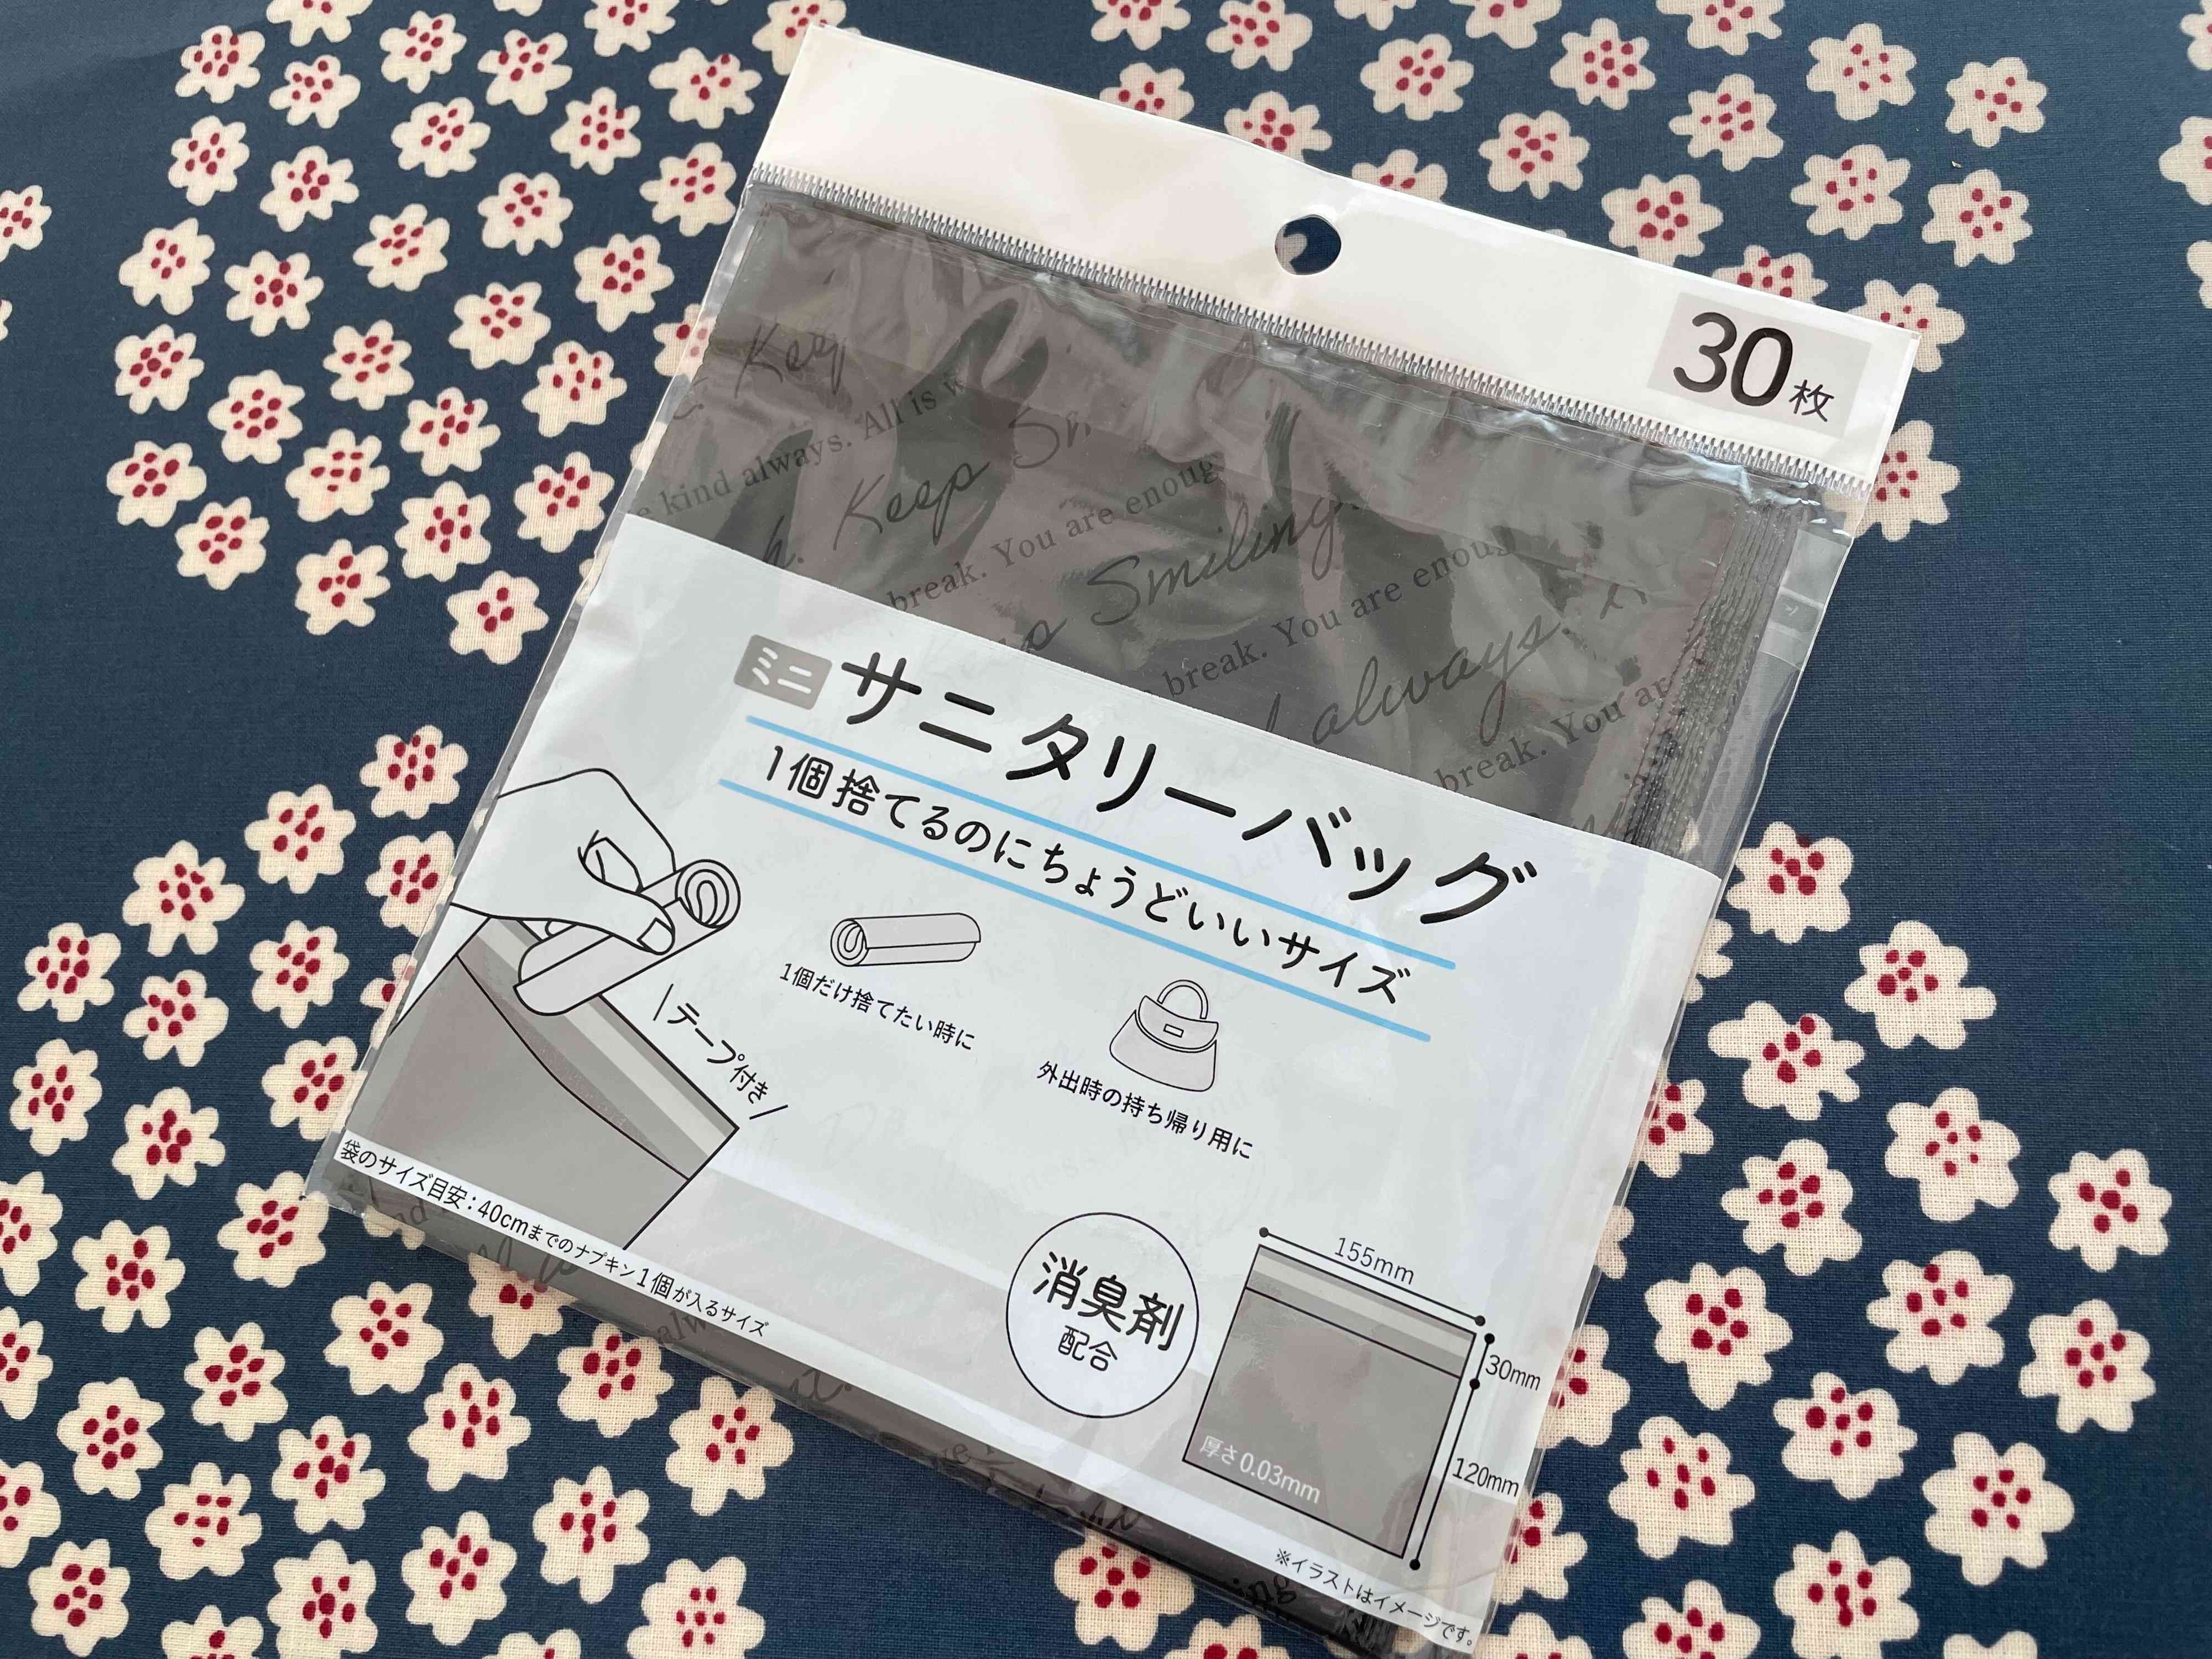 30枚
Keep
kind always. All is w
Keep Sm
break. You are enoug
Smiling.
break. You are enoug
always.
break. You ar
ミニ サニタリーバッグ
1個捨てるのにちょうどいいサイズ
1個だけ捨てたい時に
外出時の持ち帰り用に
テープ付き
袋のサイズ目安:40cmまでのナプキン1個が入るサイズ
消臭剤
配合
155mm
30mm
120mm
厚さ0.03mm
※イラストはイメージです。